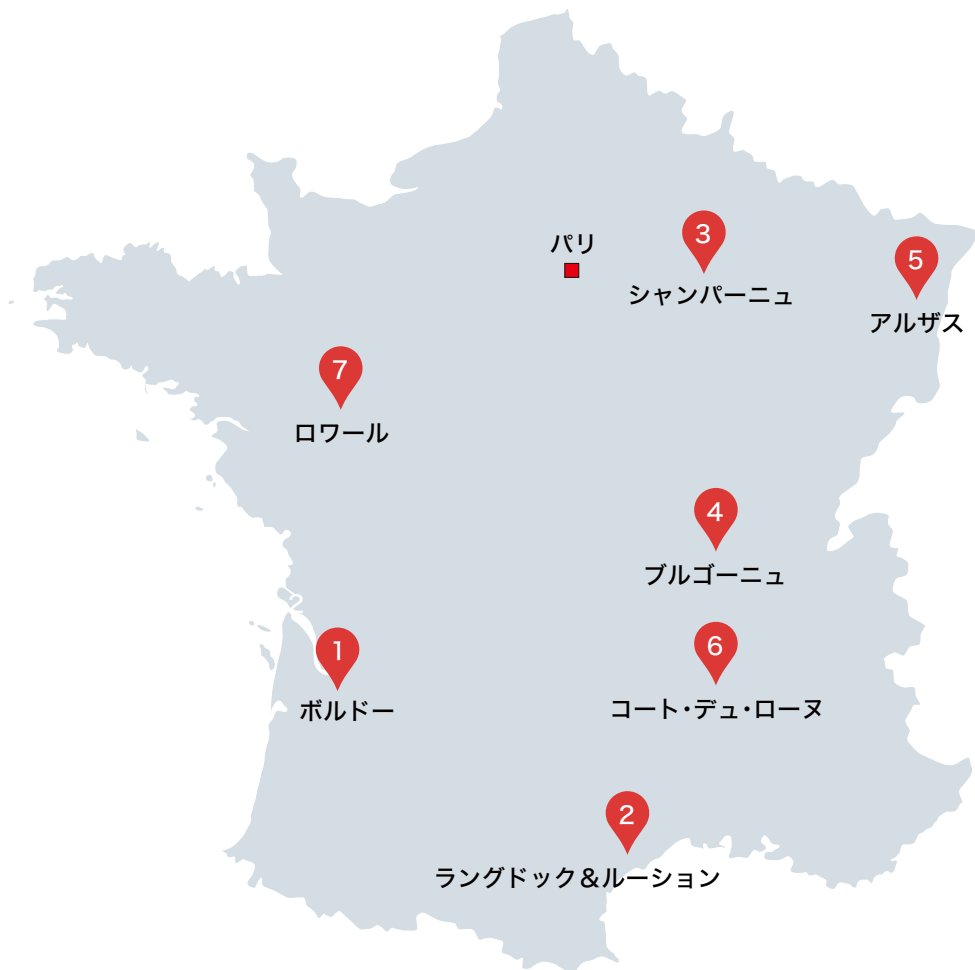 パリ
3
シャンパーニュ
5
アルザス
7
ロワール
4
ブルゴーニュ
2
1
ボルドー
6
コート・デュ・ローヌ
2
ラングドック＆ルーション